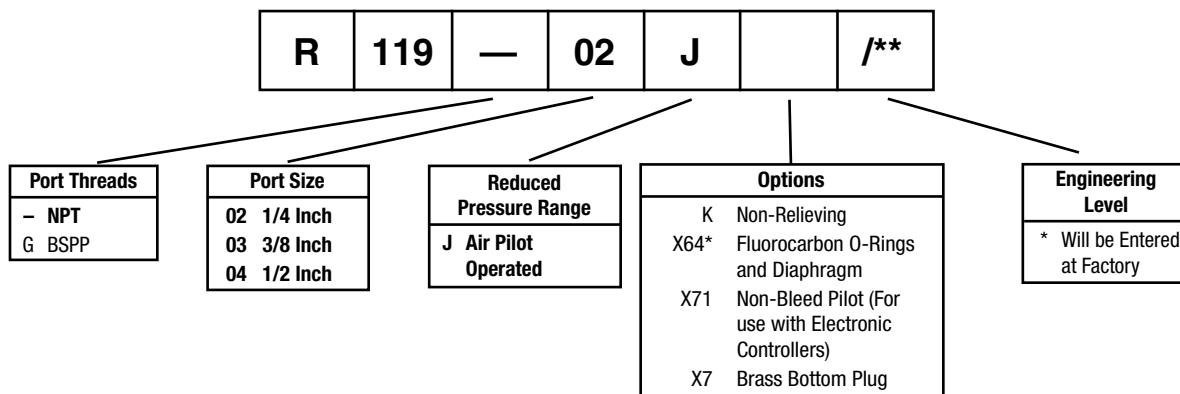 R 119 — 02 J /**
Port Threads
– NPT
G BSPP
Port Size
02 1/4 Inch
03 3/8 Inch
04 1/2 Inch
Reduced
Pressure Range
J Air Pilot
Operated
Options
K Non-Relieving
X64* Fluorocarbon O-Rings
and Diaphragm
X71 Non-Bleed Pilot (For
use with Electronic
Controllers)
X7 Brass Bottom Plug
Engineering
Level
* Will be Entered
at Factory